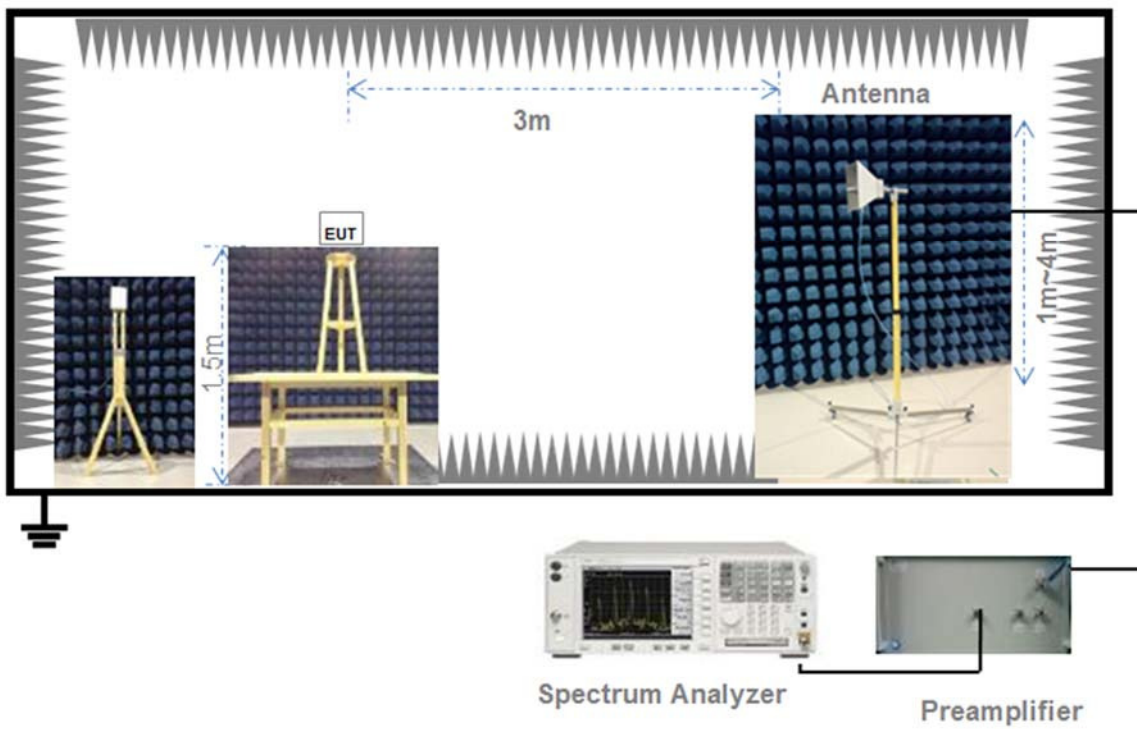 Antenna
3m
EUT
1.5m
1m~4m
Spectrum Analyzer
Preamplifier